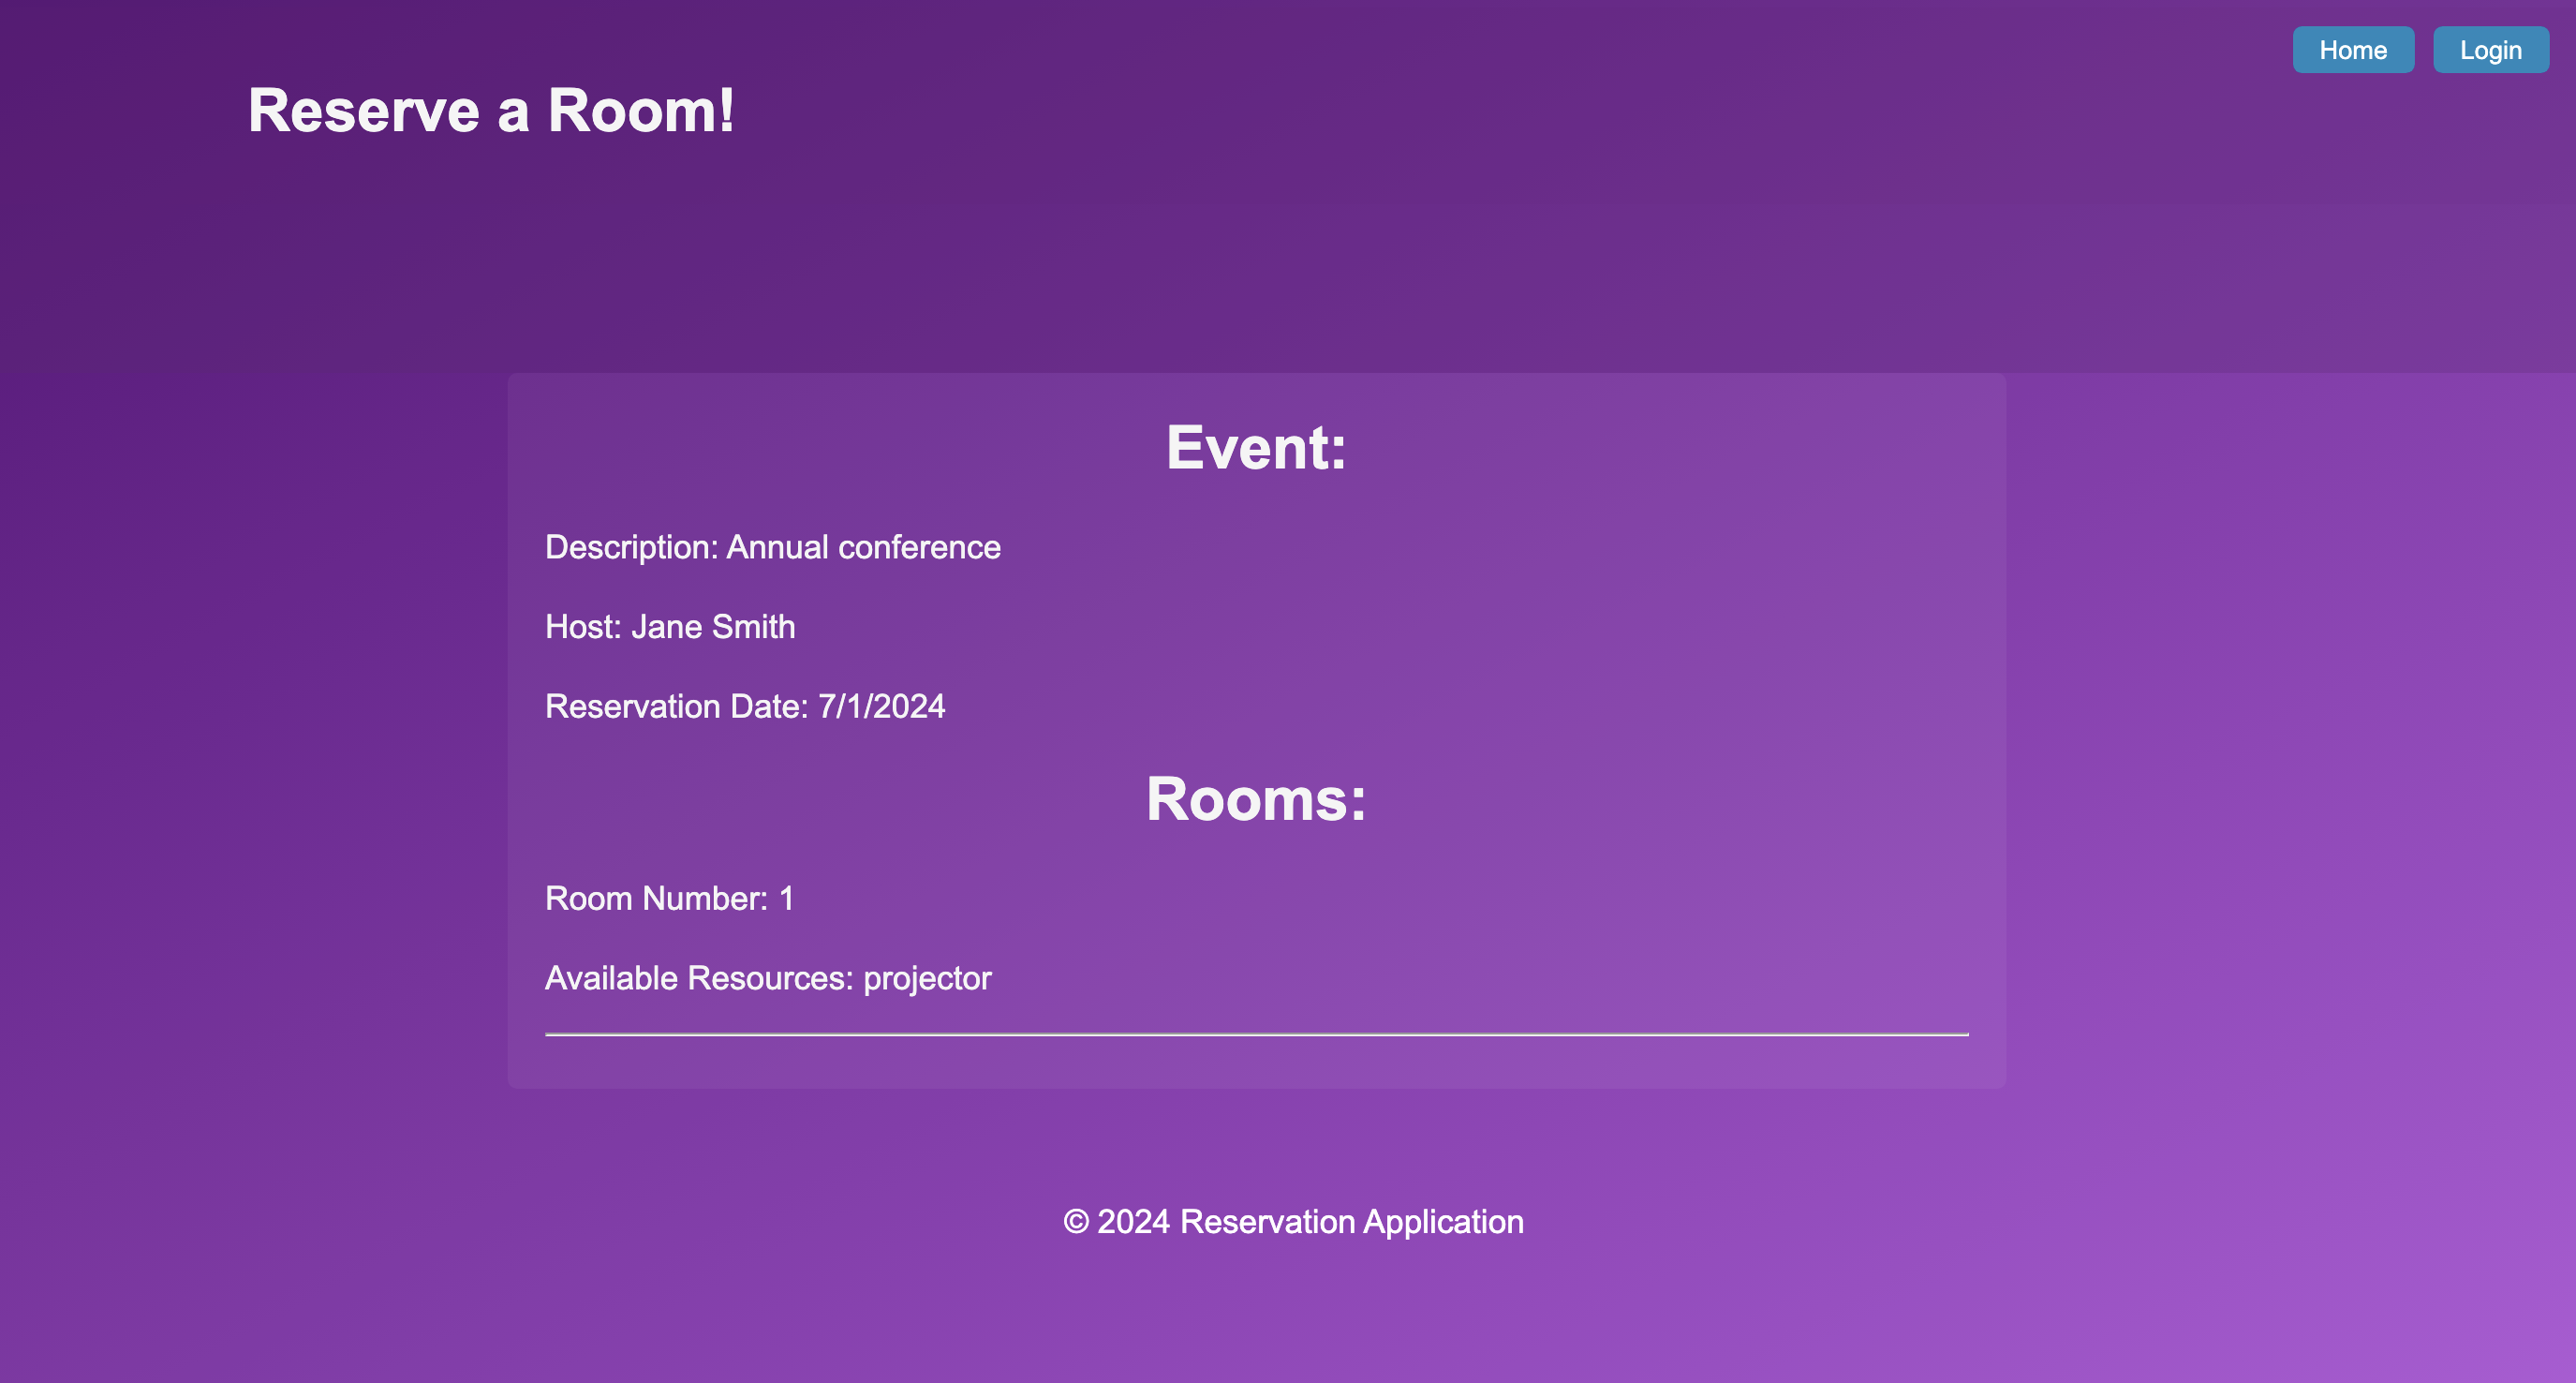 Home Login
Reserve a Room!
Event:
Description: Annual conference
Host: Jane Smith
Reservation Date: 7/1/2024
Rooms:
Room Number: 1
Available Resources: projector
© 2024 Reservation Application